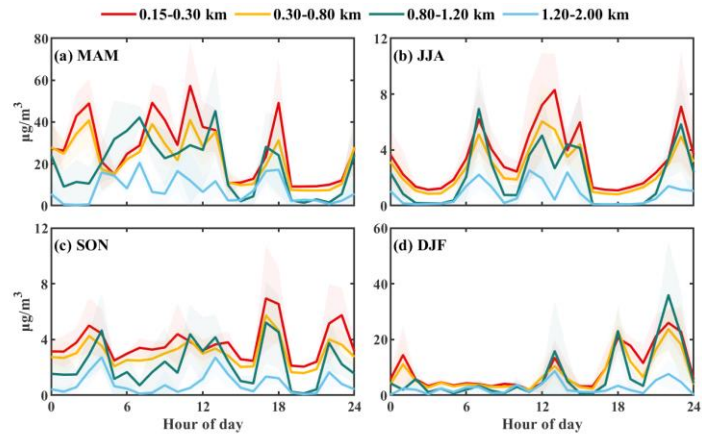 0.15-0.30 km 0.30-0.80 km 0.80-1.20 km 1.20-2.00 km
80
60
40
20
0
µg/m³
(a) MAM
12
8
4
0
(b) JJA
12
9
6
3
0
µg/m³
(c) SON
0 6 12 18 24
Hour of day
60
40
20
0
(d) DJF
0 6 12 18 24
Hour of day